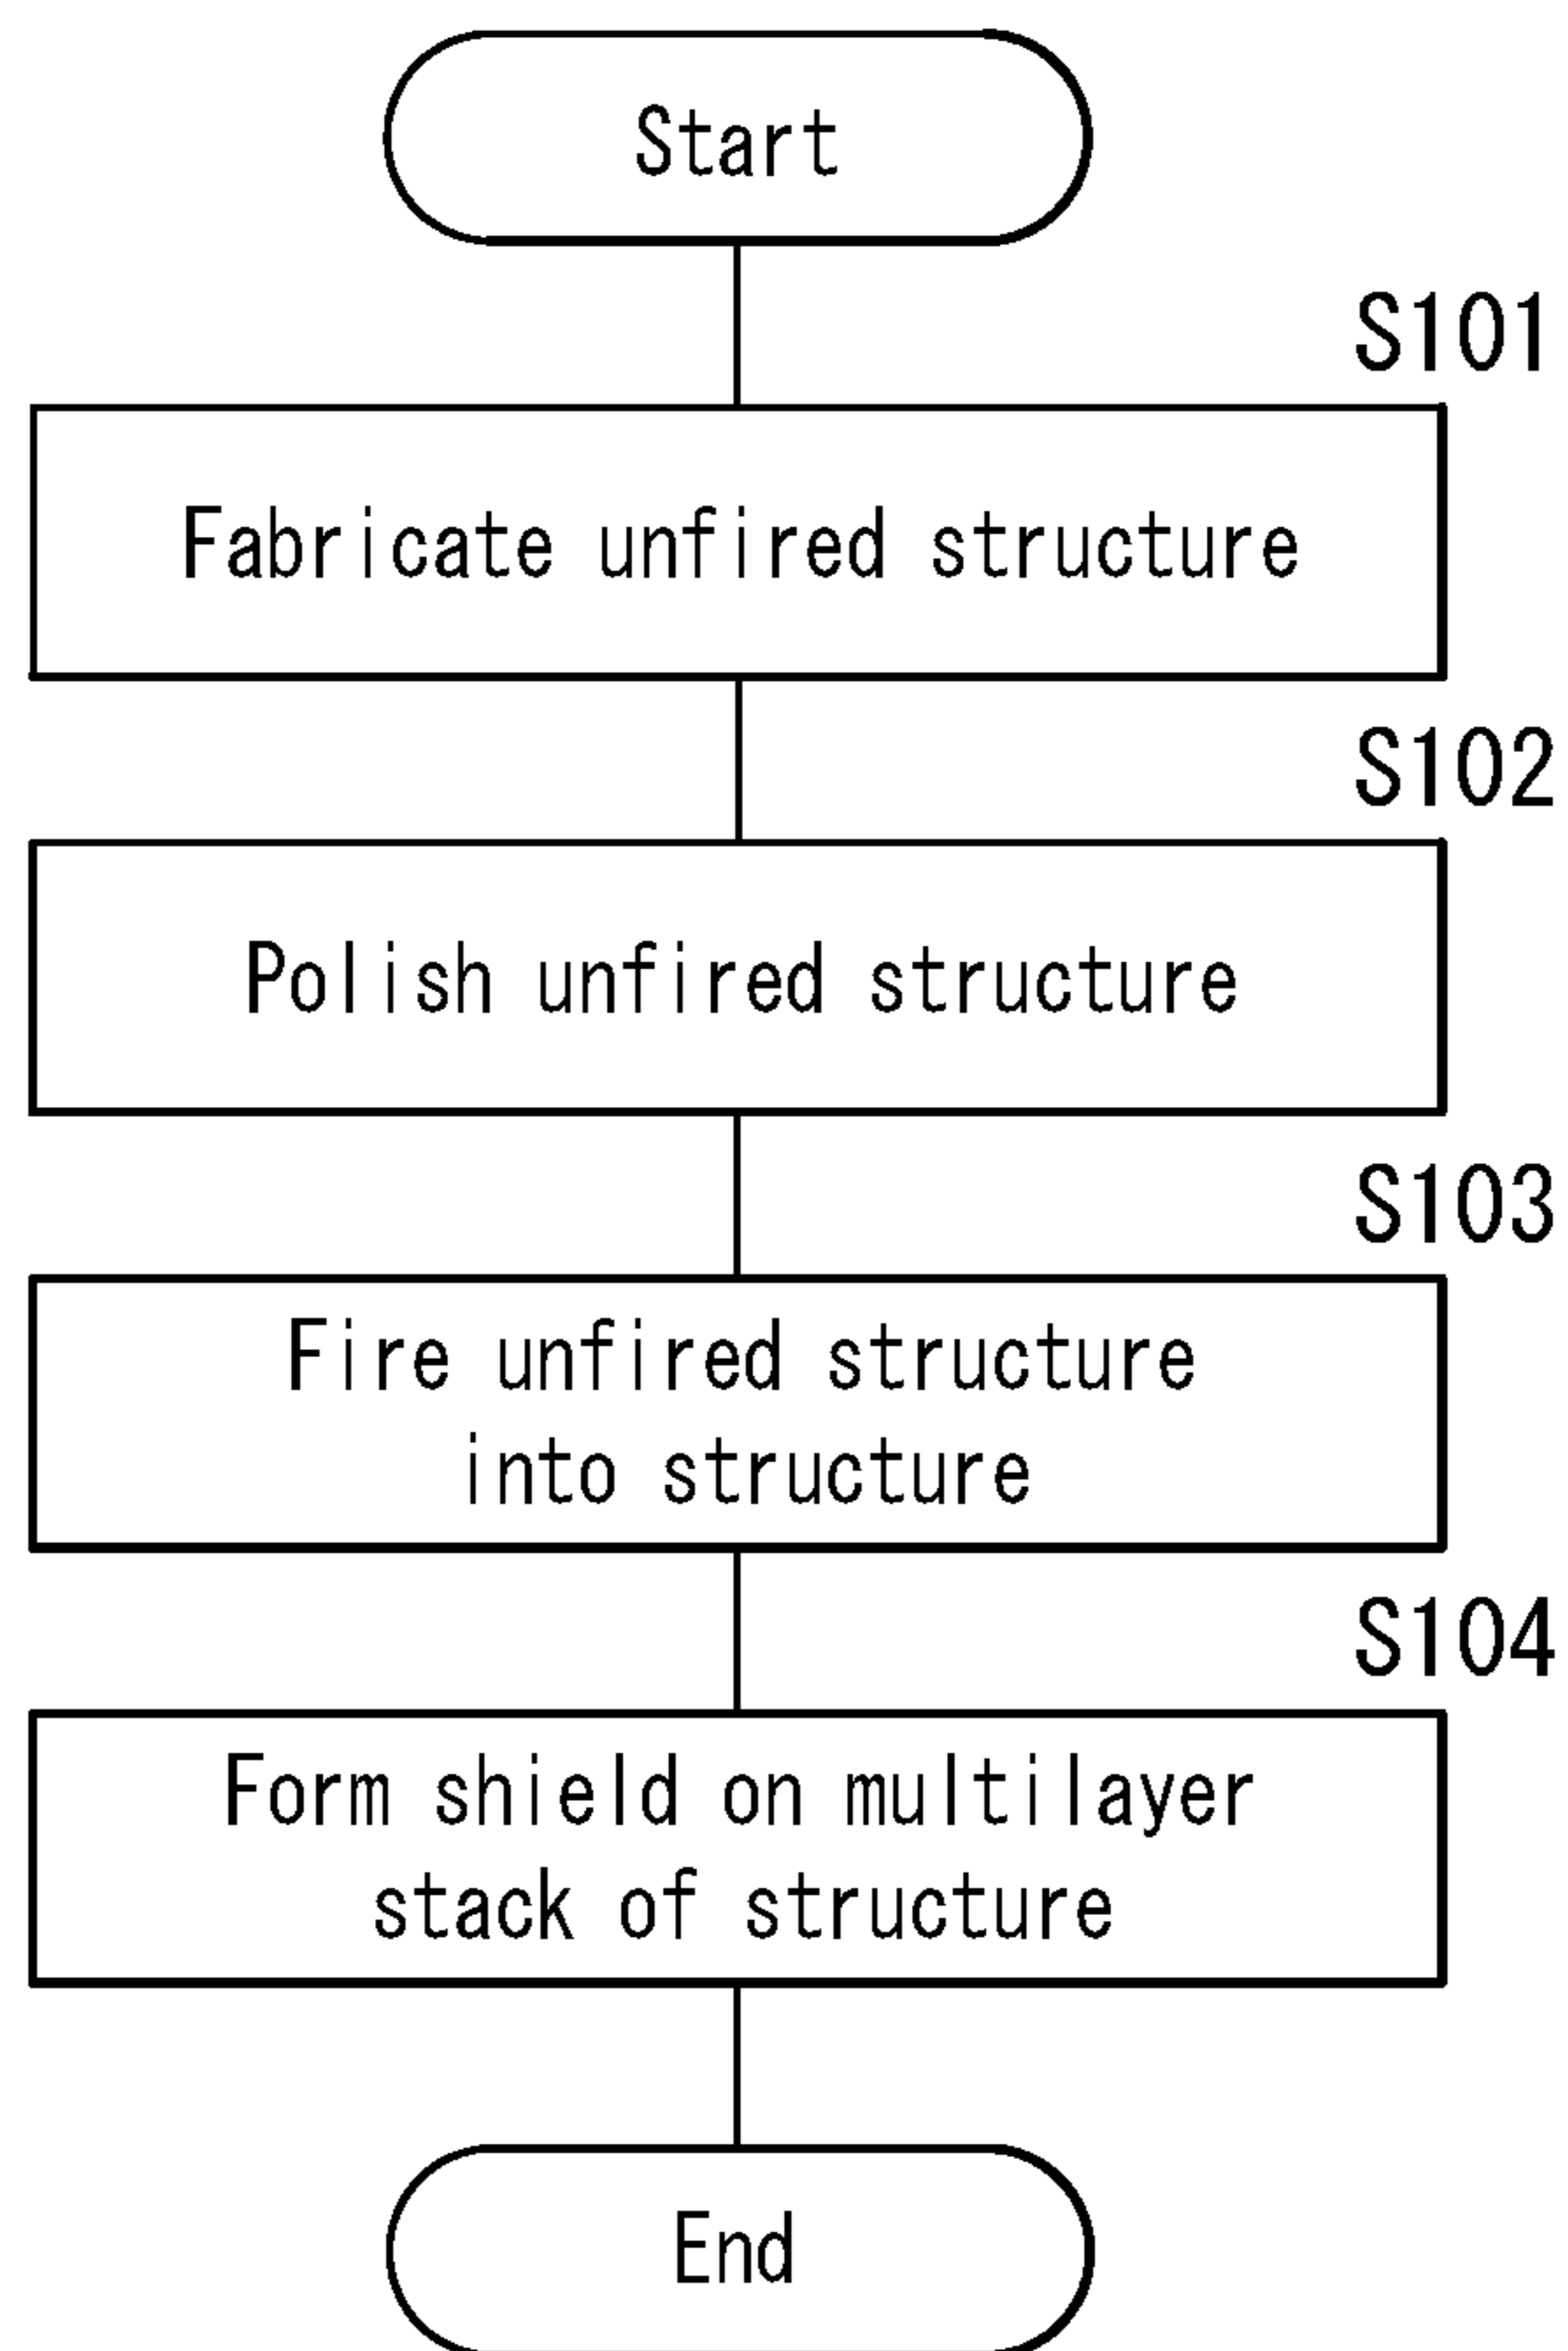 Start
S101
Fabricate unfired structure
S102
Polish unfired structure
S103
Fire unfired structure
into structure
S104
Form shield on multilayer
stack of structure
End